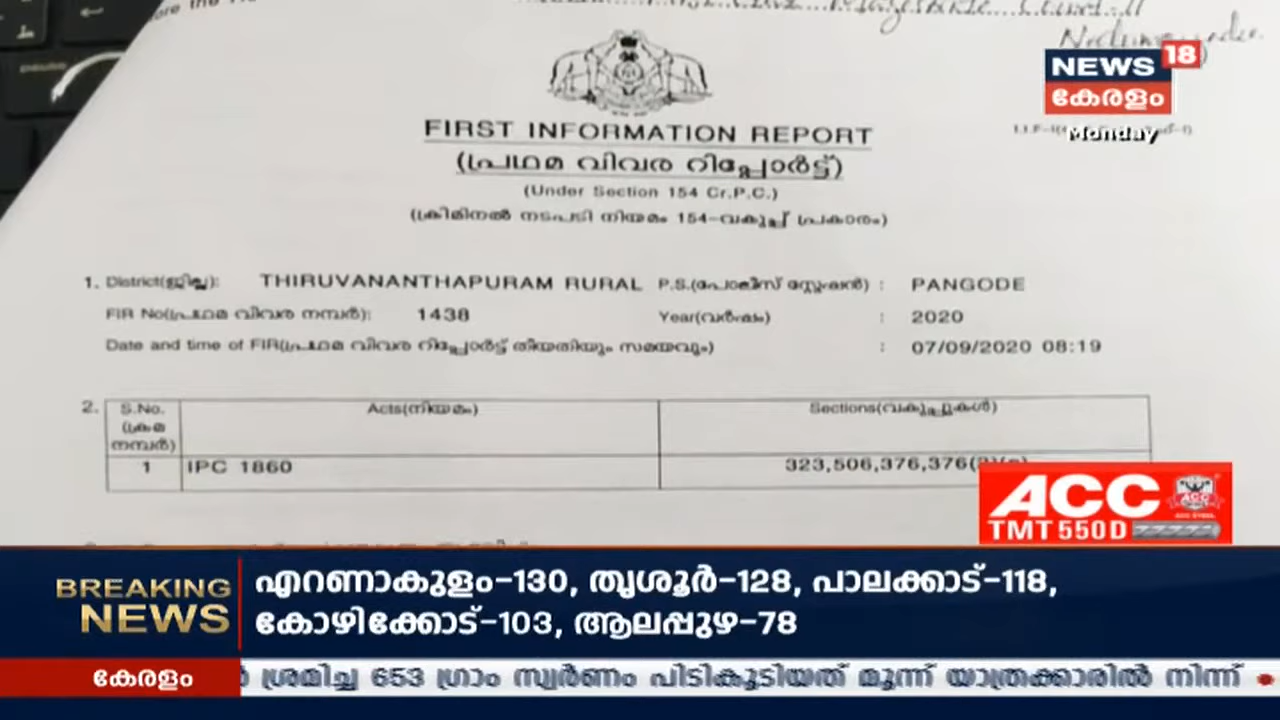 NEWS 18
കേരളം
Monday
FIRST INFORMATION REPORT
(പ്രഥമ വിവര റിപ്പോർട്ട്)
(Under Section 154 Cr.P.C.)
(ക്രിമിനൽ നടപടി നിയമം 154-വകുപ്പ് പ്രകാരം)
1. District(ജില്ല): THIRUVANANTHAPURAM RURAL P.S.(പോലീസ് സ്റ്റേഷൻ) : PANGODE
FIR No(പ്രഥമ വിവര നമ്പർ): 1438 Year(വർഷം) : 2020
Date and time of FIR(പ്രഥമ വിവര റിപ്പോർട്ട് തീയതിയും സമയവും) : 07/09/2020 08:19
2. S.No. Acts(നിയമം) Sections(വകുപ്പുകൾ)
(ക്രമ
നമ്പർ)
1 IPC 1860 323,506,376,376
ACC
TMT 550D
BREAKING
NEWS
എറണാകുളം-130, തൃശൂർ-128, പാലക്കാട്-118,
കോഴിക്കോട്-103, ആലപ്പുഴ-78
കേരളം
ശ്രമിച്ച 653 ഗ്രാം സ്വർണം പിടികൂടിയത് മൂന്ന് യാത്രക്കാരിൽ നിന്ന്